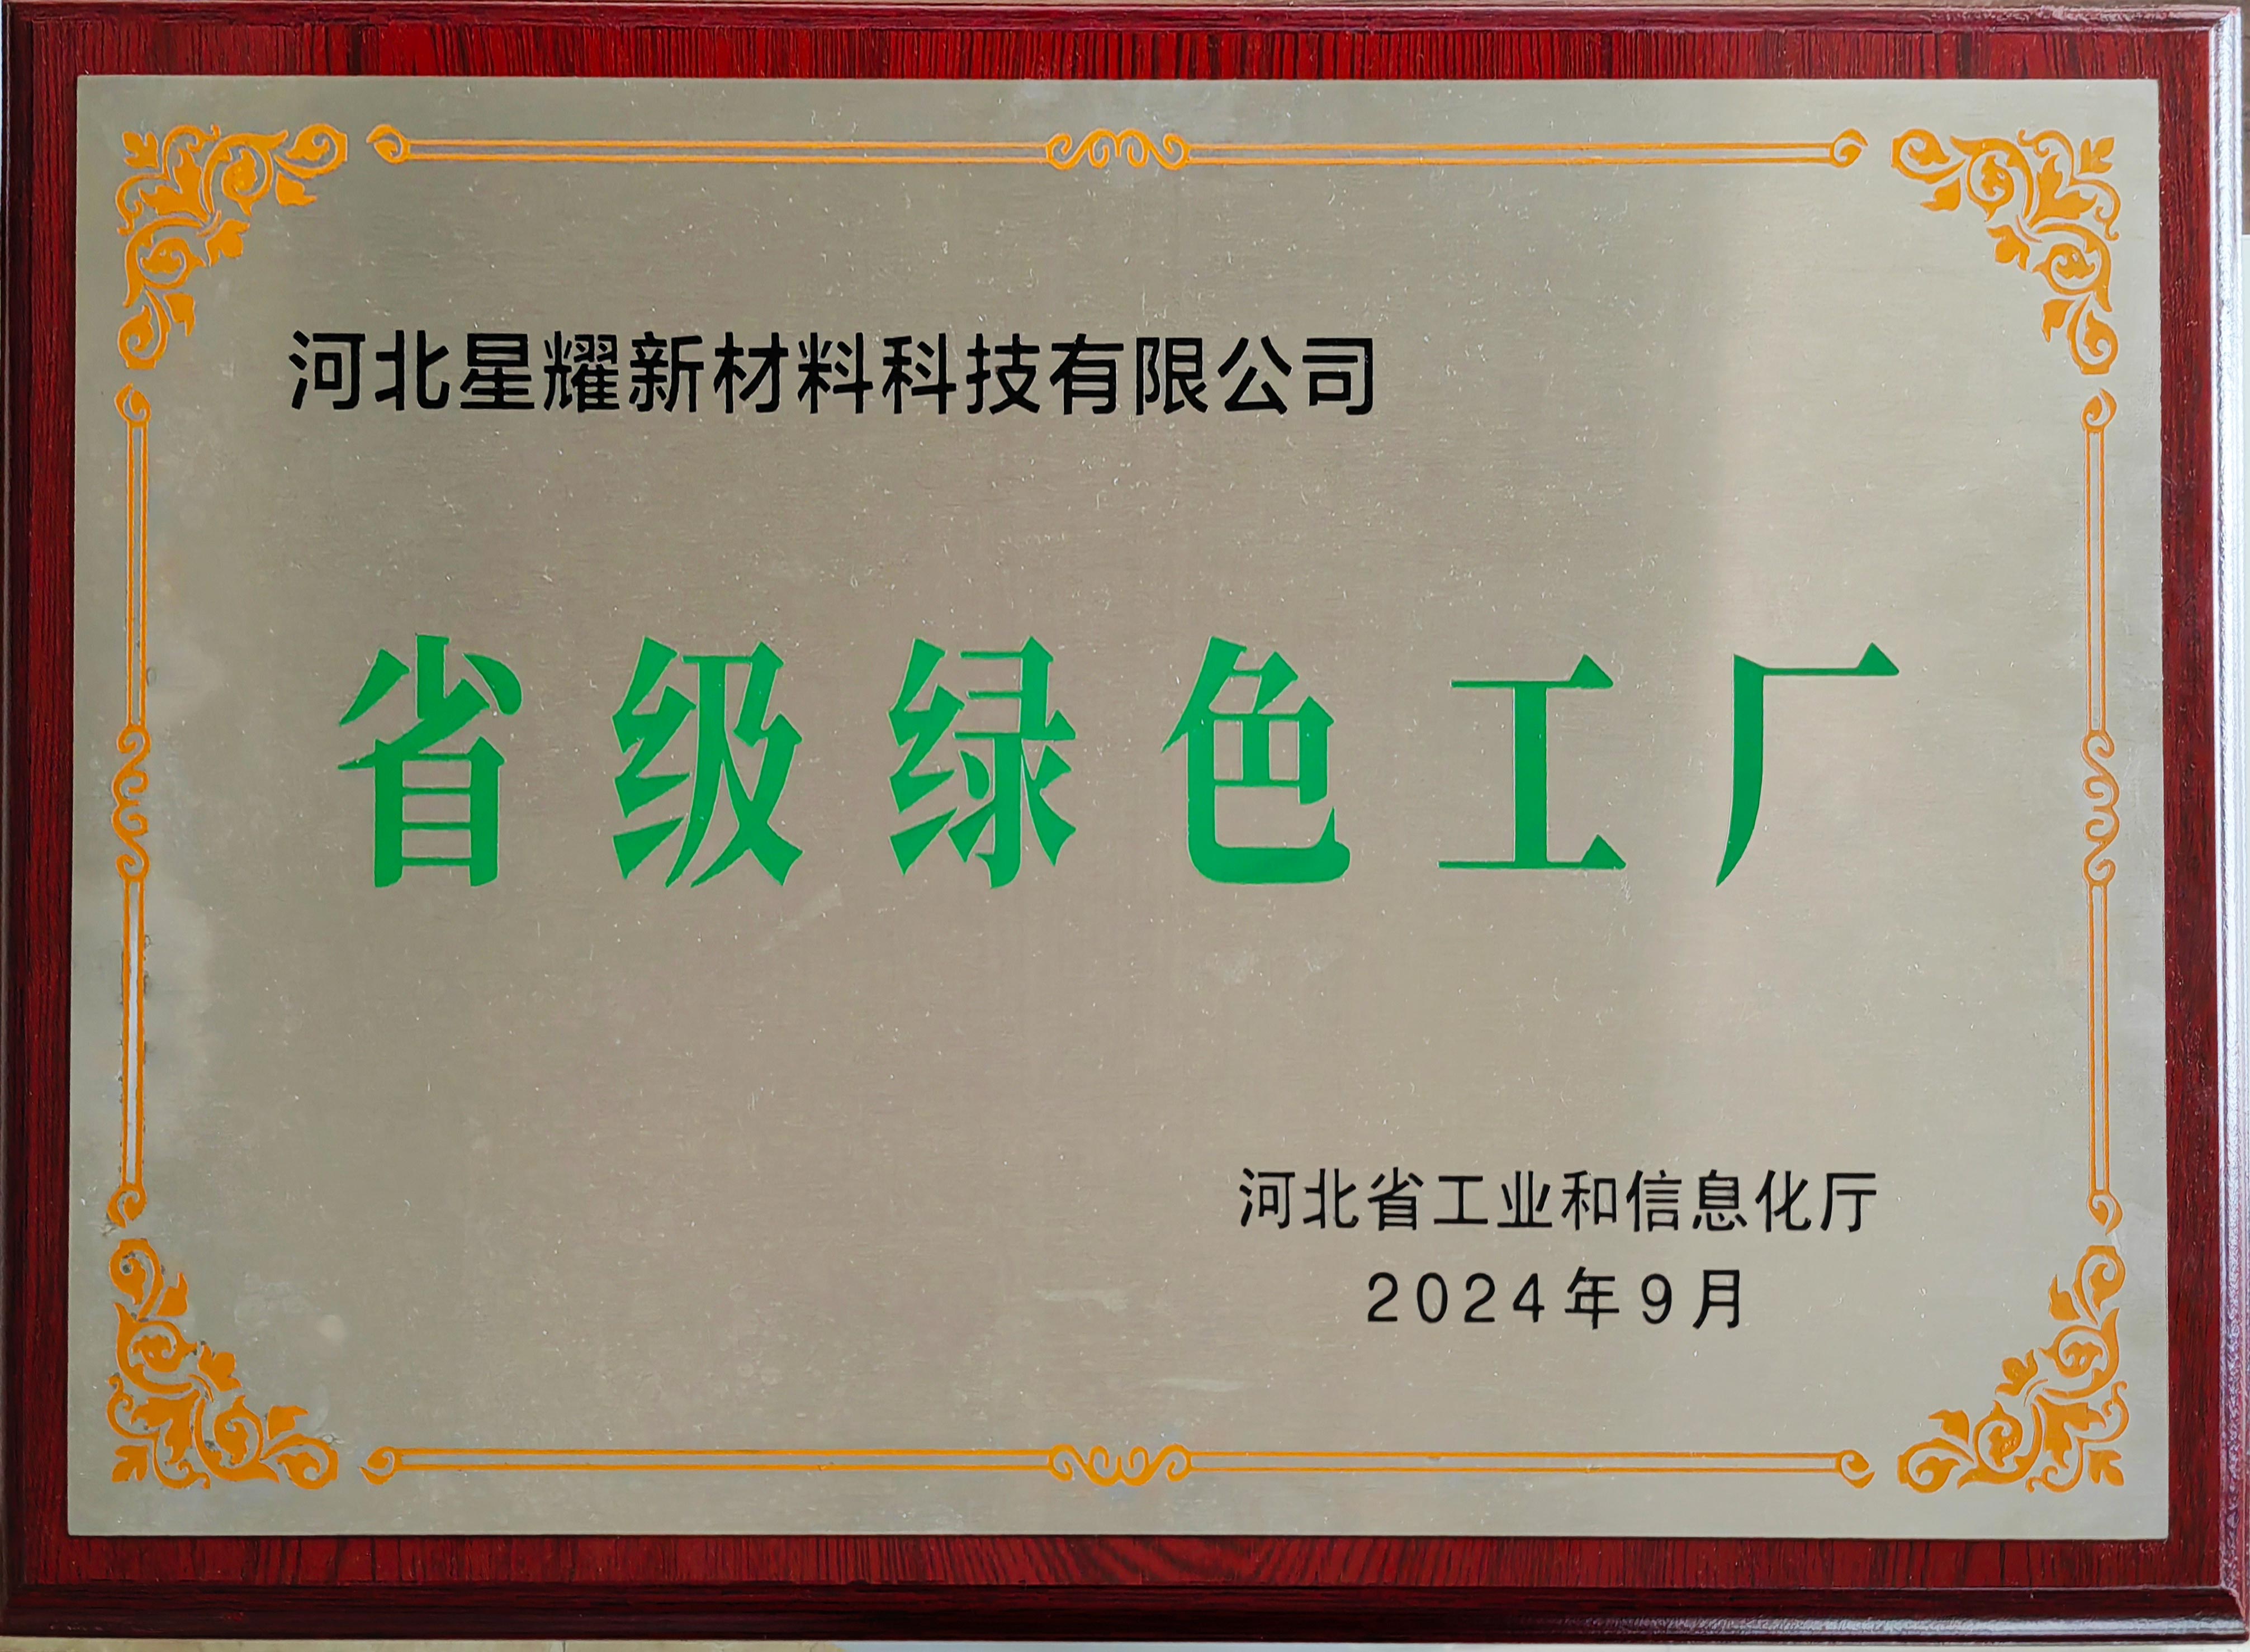 河北星耀新材料科技有限公司
省级绿色工厂
河北省工业和信息化厅
2024年9月